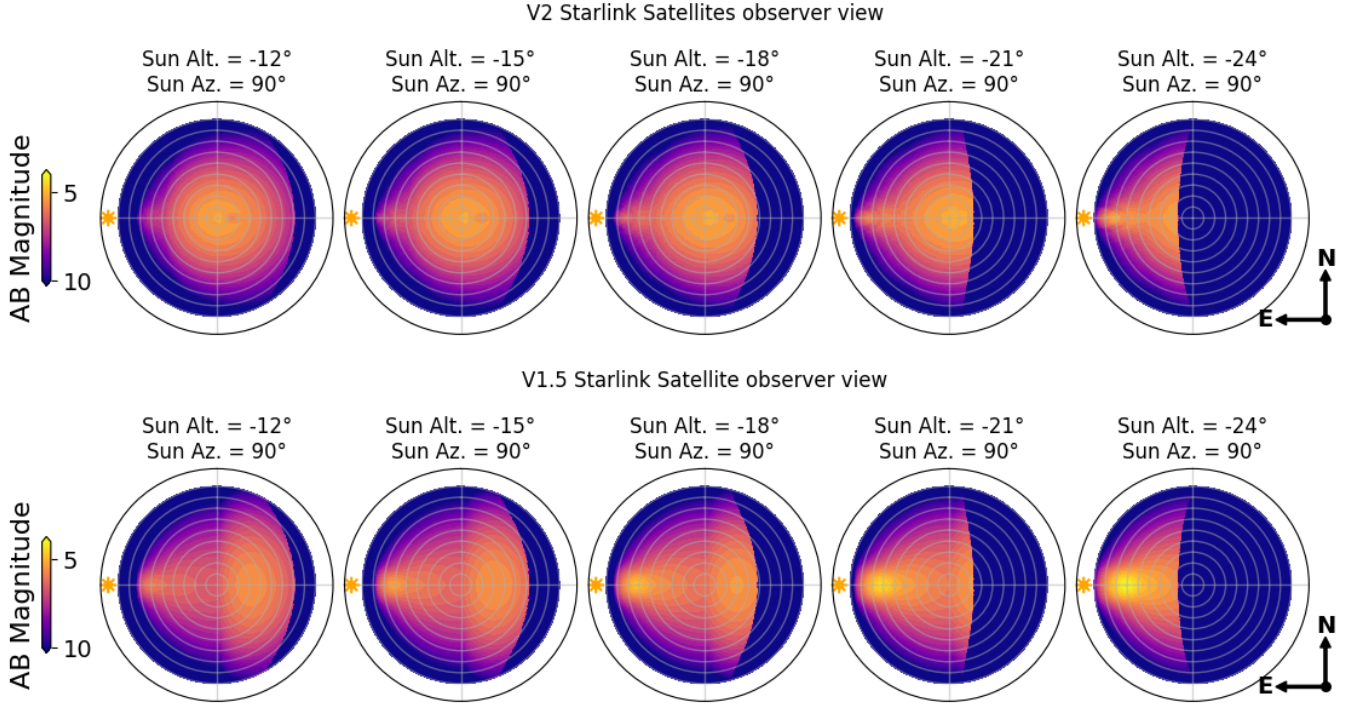 V2 Starlink Satellites observer view
Sun Alt. = -12°
Sun Az. = 90°
Sun Alt. = -15°
Sun Az. = 90°
Sun Alt. = -18°
Sun Az. = 90°
Sun Alt. = -21°
Sun Az. = 90°
Sun Alt. = -24°
Sun Az. = 90°
AB Magnitude
5
10
N
E
V1.5 Starlink Satellite observer view
Sun Alt. = -12°
Sun Az. = 90°
Sun Alt. = -15°
Sun Az. = 90°
Sun Alt. = -18°
Sun Az. = 90°
Sun Alt. = -21°
Sun Az. = 90°
Sun Alt. = -24°
Sun Az. = 90°
AB Magnitude
5
10
N
E